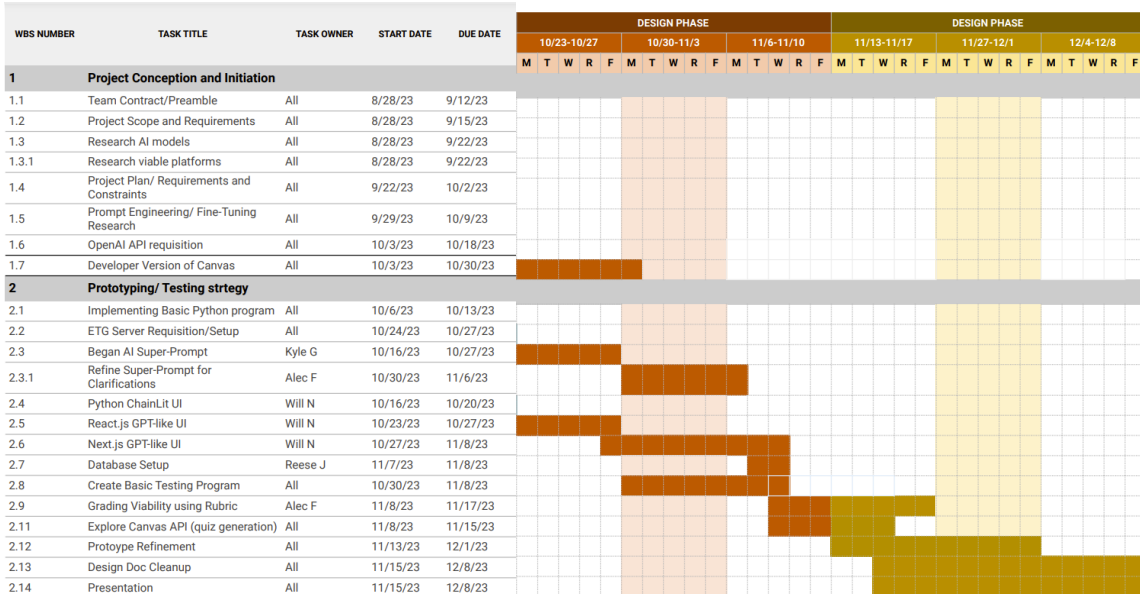 DESIGN PHASE DESIGN PHASE
WBS NUMBER TASK TITLE TASK OWNER START DATE DUE DATE 10/23-10/27 10/30-11/3 11/6-11/10 11/13-11/17 11/27-12/1 12/4-12/8
M T W R F M T W R F M T W R F M T W R F M T W R F M T W R F
1 Project Conception and Initiation
1.1 Team Contract/Preamble All 8/28/23 9/12/23
1.2 Project Scope and Requirements All 8/28/23 9/15/23
1.3 Research AI models All 8/28/23 9/22/23
1.3.1 Research viable platforms All 8/28/23 9/22/23
1.4 Project Plan/ Requirements and All 9/22/23 10/2/23
Constraints
1.5 Prompt Engineering/ Fine-Tuning All 9/29/23 10/9/23
Research
1.6 OpenAI API requisition All 10/3/23 10/18/23
1.7 Developer Version of Canvas All 10/3/23 10/30/23
2 Prototyping/ Testing strtegy
2.1 Implementing Basic Python program All 10/6/23 10/13/23
2.2 ETG Server Requisition/Setup All 10/24/23 10/27/23
2.3 Began AI Super-Prompt Kyle G 10/16/23 10/27/23
2.3.1 Refine Super-Prompt for Alec F 10/30/23 11/6/23
Clarifications
2.4 Python ChainLit UI Will N 10/16/23 10/20/23
2.5 React.js GPT-like UI Will N 10/23/23 10/27/23
2.6 Next.js GPT-like UI Will N 10/27/23 11/8/23
2.7 Database Setup Reese J 11/7/23 11/8/23
2.8 Create Basic Testing Program All 10/30/23 11/8/23
2.9 Grading Viability using Rubric Alec F 11/8/23 11/17/23
2.11 Explore Canvas API (quiz generation) All 11/8/23 11/15/23
2.12 Protoype Refinement All 11/13/23 12/1/23
2.13 Design Doc Cleanup All 11/15/23 12/8/23
2.14 Presentation All 11/15/23 12/8/23